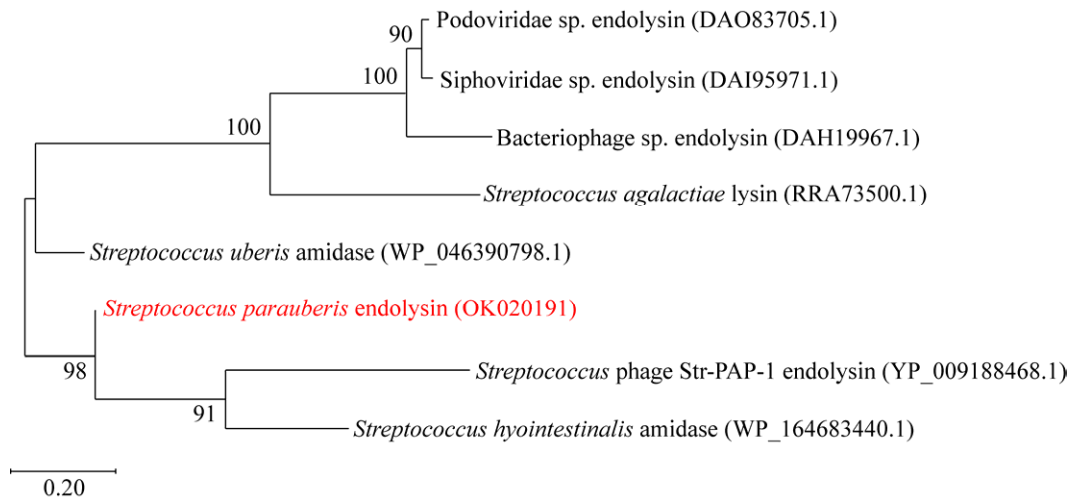 Podoviridae sp. endolysin (DAO83705.1)
90
Siphoviridae sp. endolysin (DAI95971.1)
100
100
Bacteriophage sp. endolysin (DAH19967.1)
Streptococcus agalactiae lysin (RRA73500.1)
Streptococcus uberis amidase (WP_046390798.1)
Streptococcus parauberis endolysin (OK020191)
98
Streptococcus phage Str-PAP-1 endolysin (YP_009188468.1)
91
Streptococcus hyointestinalis amidase (WP_164683440.1)
0.20